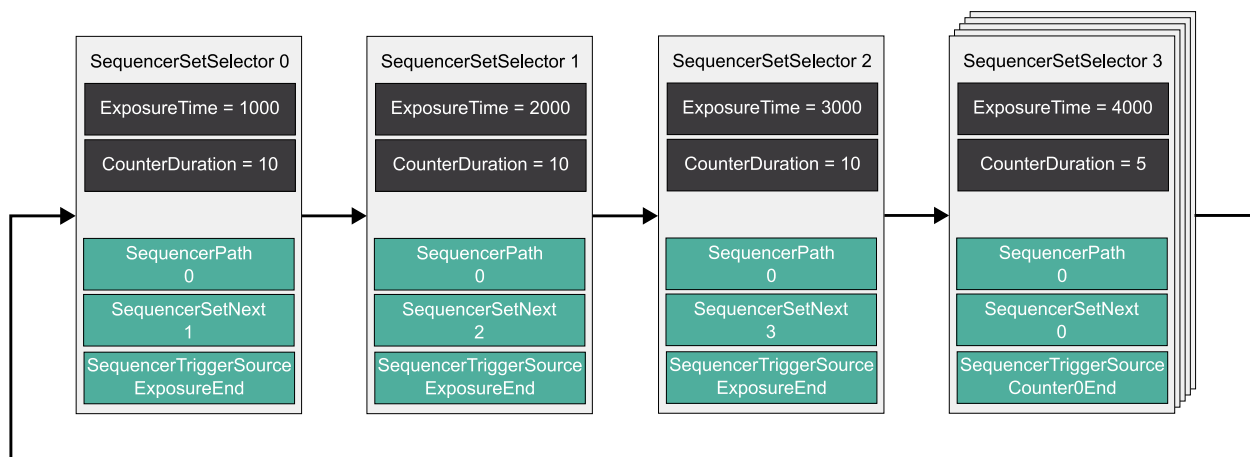 SequencerSetSelector 0
ExposureTime = 1000
CounterDuration = 10
SequencerPath
0
SequencerSetNext
1
SequencerTriggerSource
ExposureEnd
SequencerSetSelector 1
ExposureTime = 2000
CounterDuration = 10
SequencerPath
0
SequencerSetNext
2
SequencerTriggerSource
ExposureEnd
SequencerSetSelector 2
ExposureTime = 3000
CounterDuration = 10
SequencerPath
0
SequencerSetNext
3
SequencerTriggerSource
ExposureEnd
SequencerSetSelector 3
ExposureTime = 4000
CounterDuration = 5
SequencerPath
0
SequencerSetNext
0
SequencerTriggerSource
Counter0End